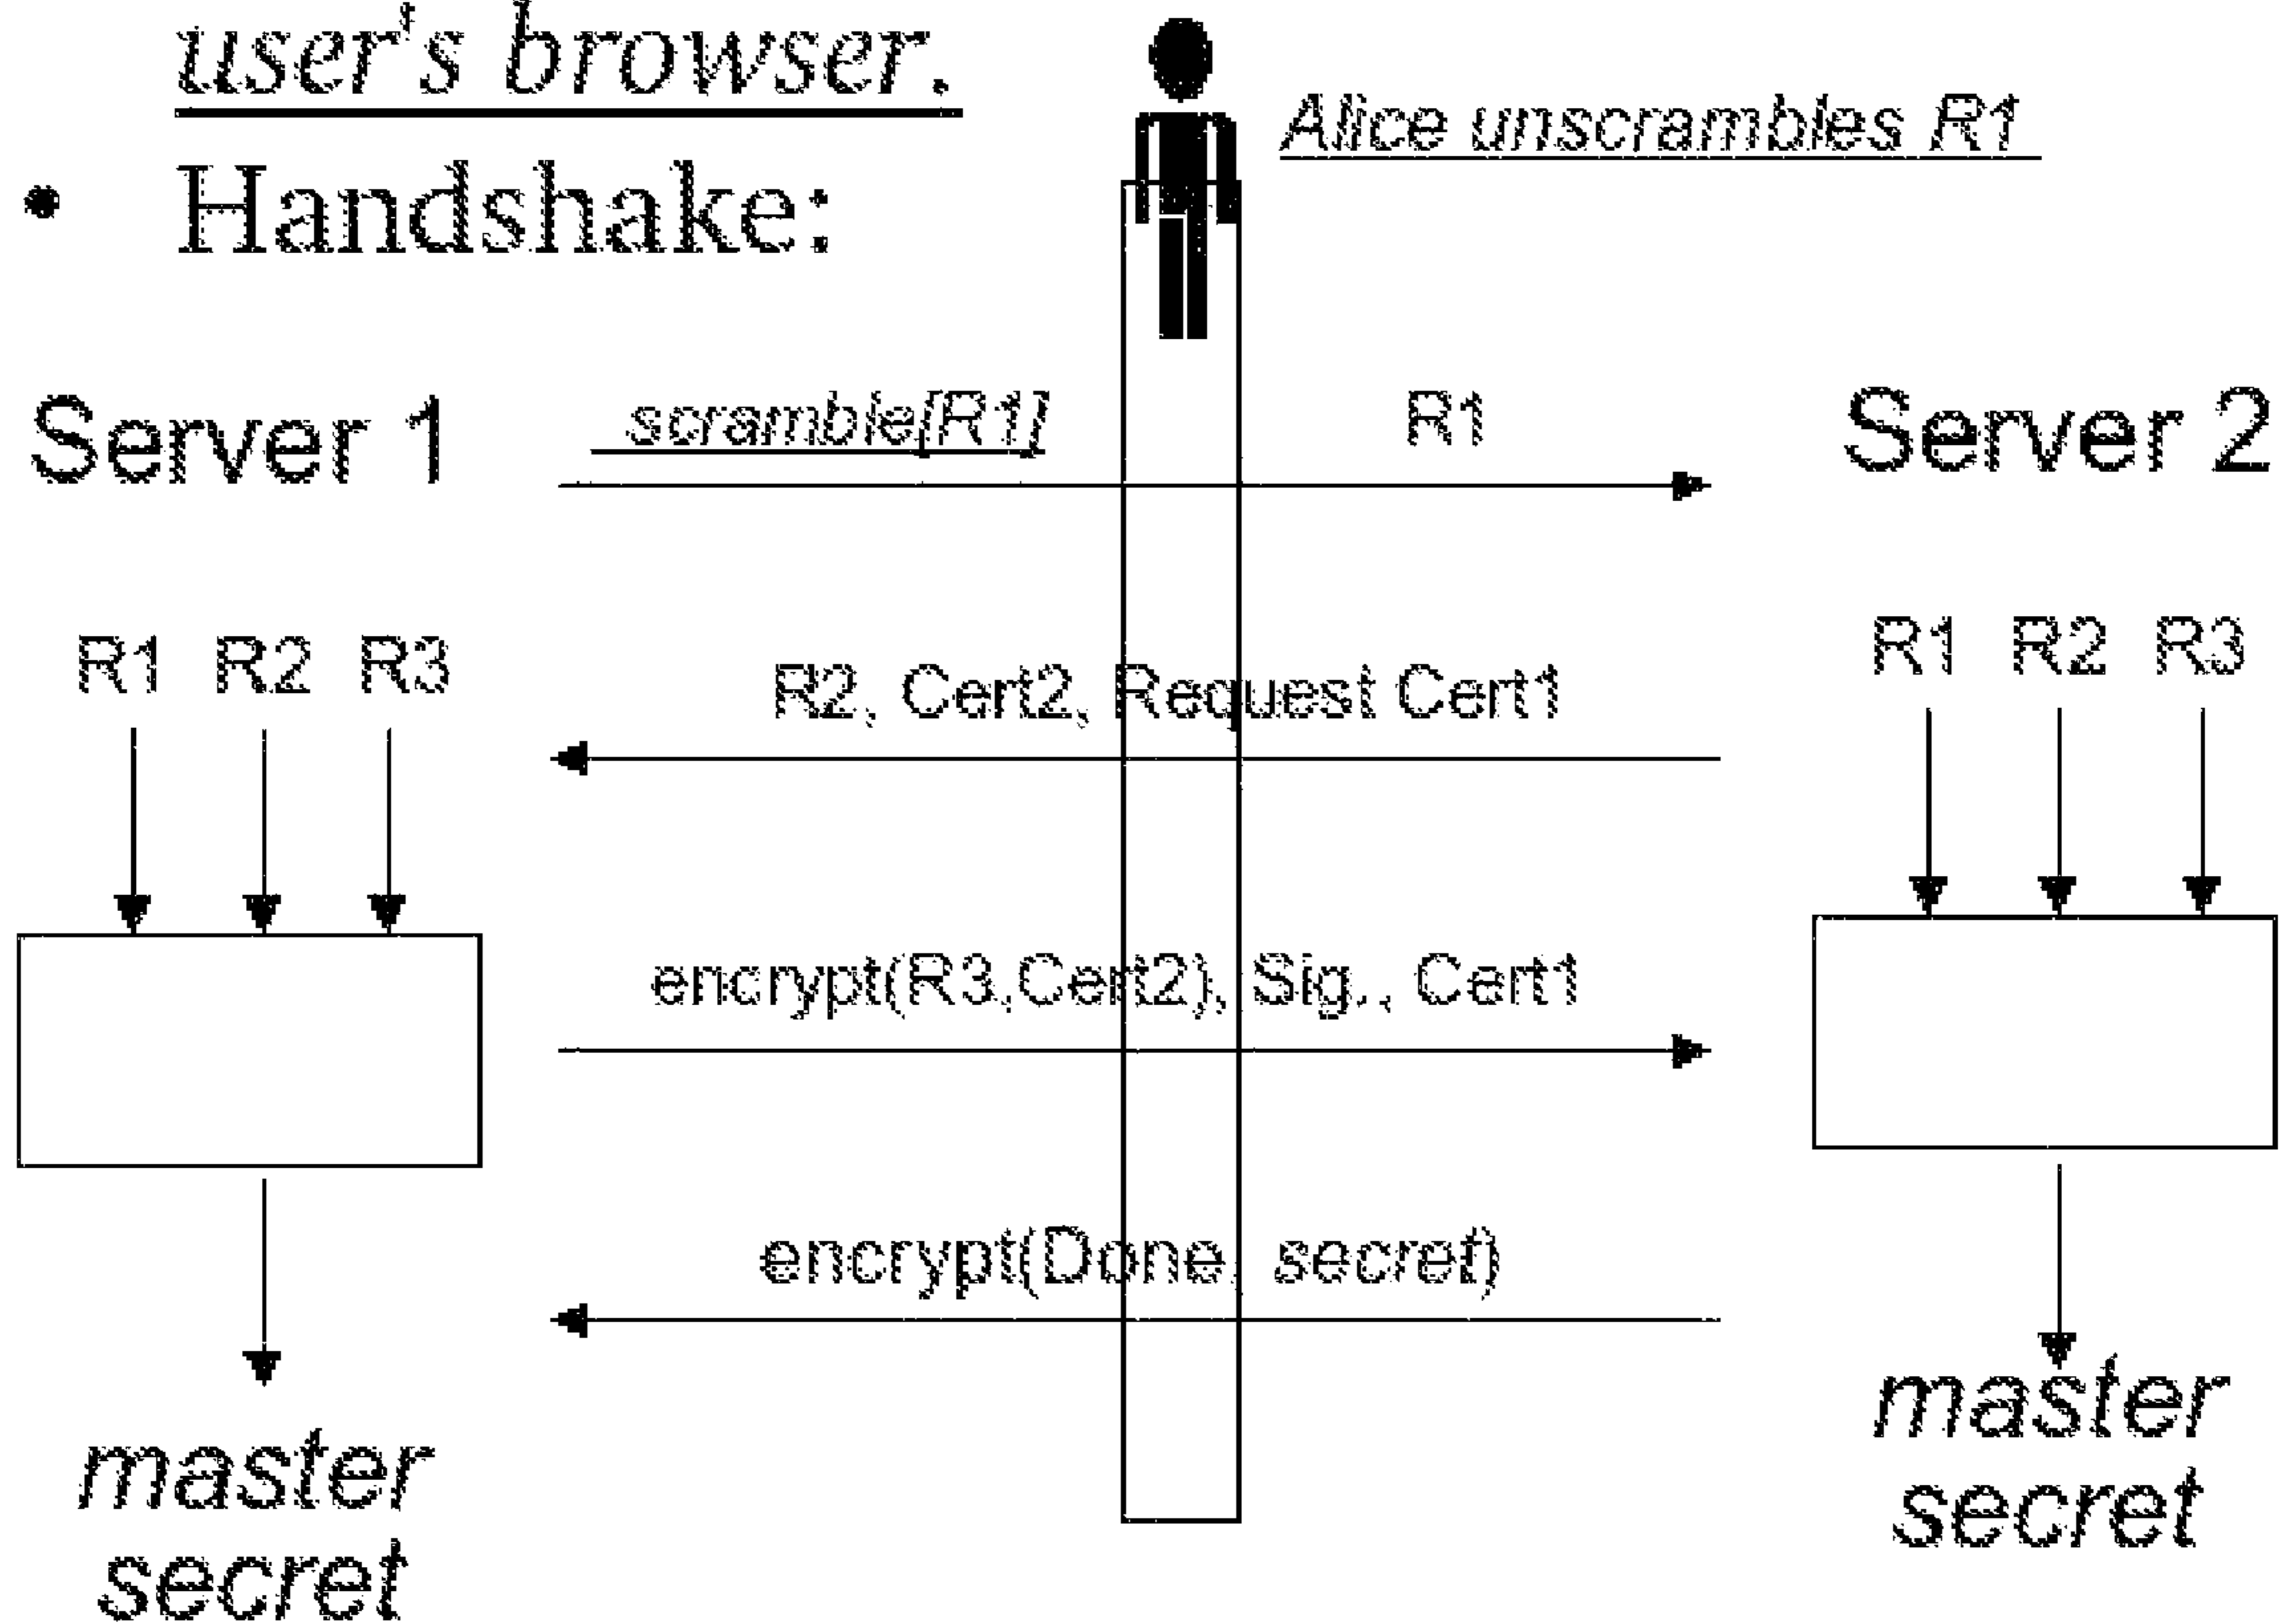 user's browser.
Alice unscrambles R1
• Handshake:
Server 1
scramble[R1]
R1
Server 2
R1 R2 R3
R2, Cert2, Request Cert1
R1 R2 R3
encrypt(R3,Cert2), Sig., Cert1
encrypt(Done, secret)
master
secret
master
secret